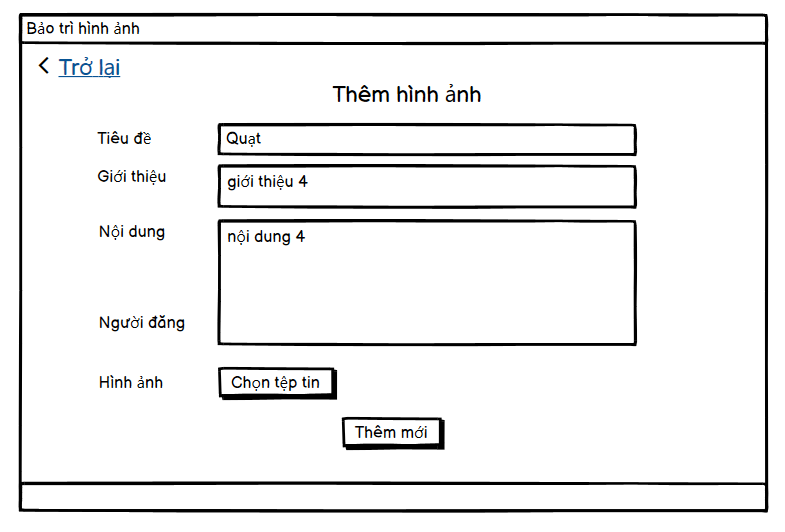 Bảo trì hình ảnh
Trở lại
Thêm hình ảnh
Tiêu đề
Quạt
Giới thiệu
giới thiệu 4
Nội dung
nội dung 4
Người đăng
Hình ảnh
Chọn tệp tin
Thêm mới